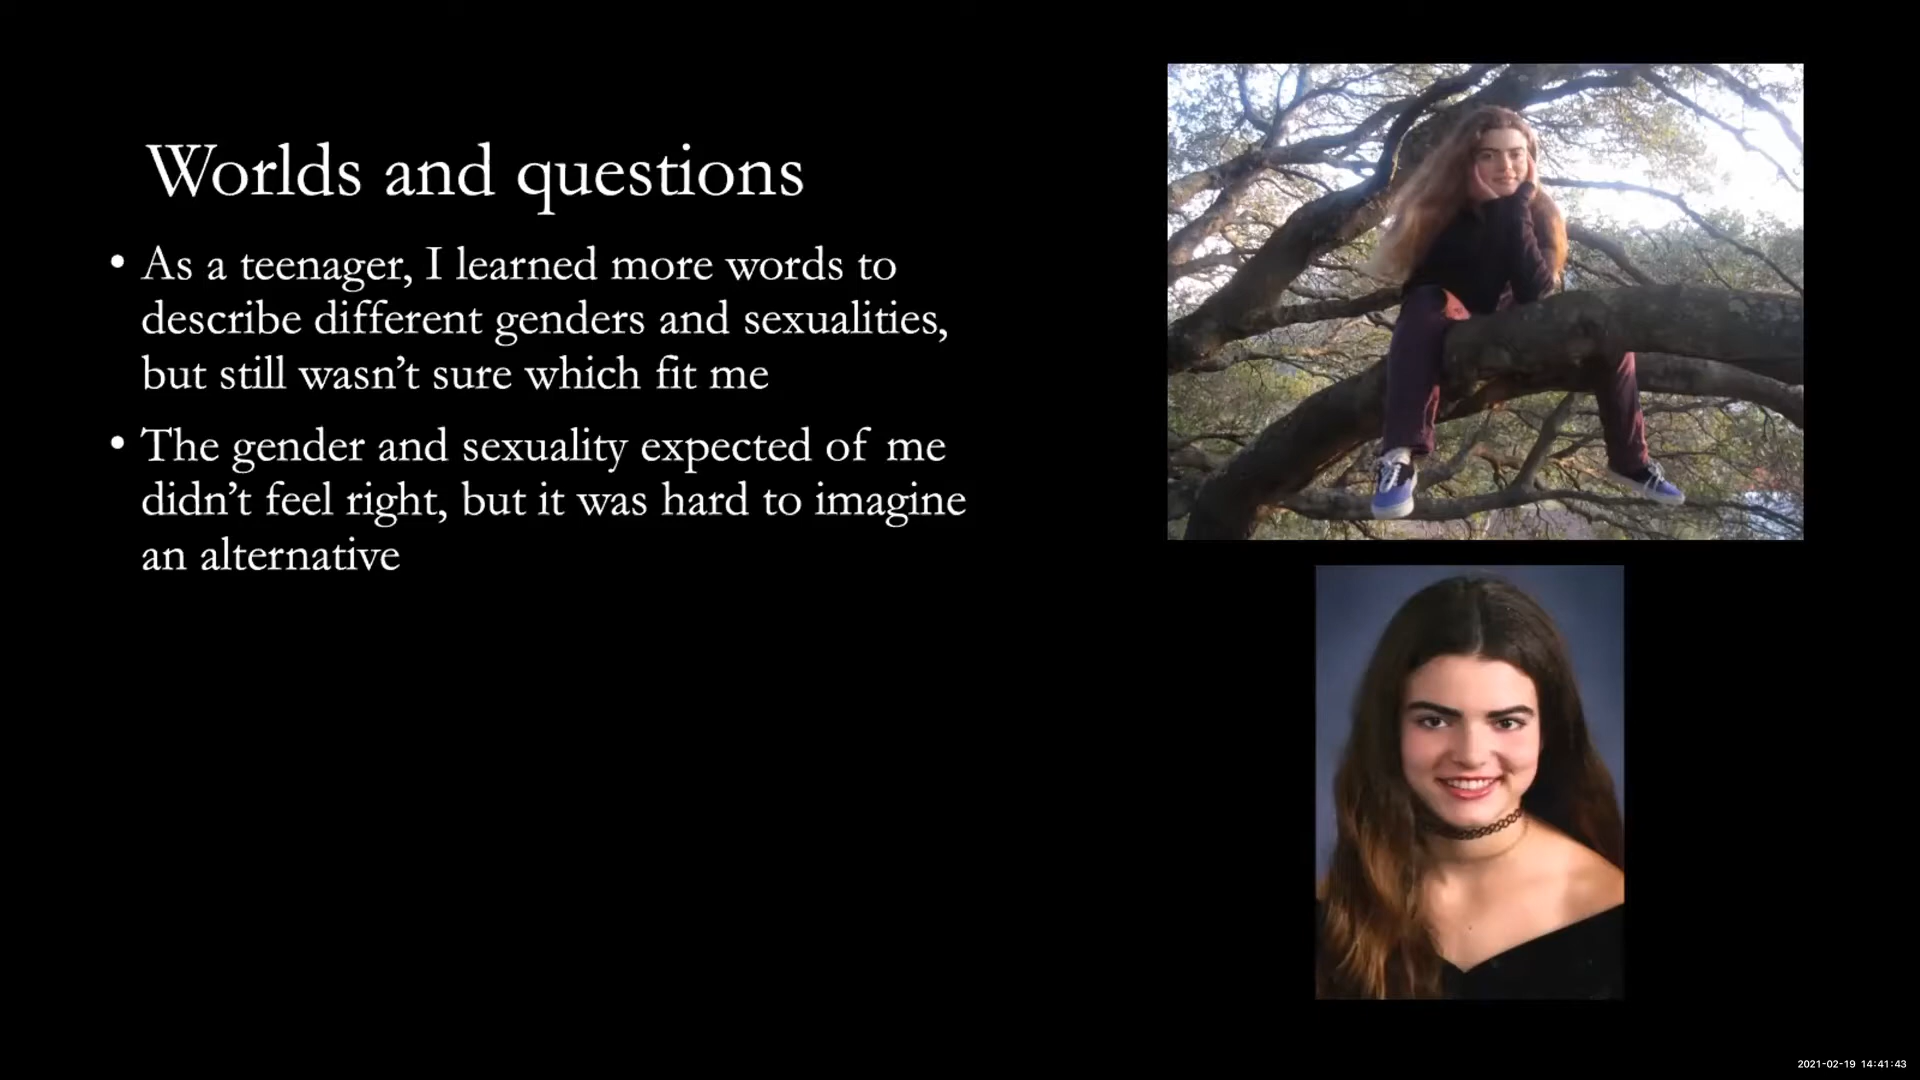 Worlds and questions
• As a teenager, I learned more words to
describe different genders and sexualities,
but still wasn’t sure which fit me
• The gender and sexuality expected of me
didn’t feel right, but it was hard to imagine
an alternative
2021-02-19 14:41:43